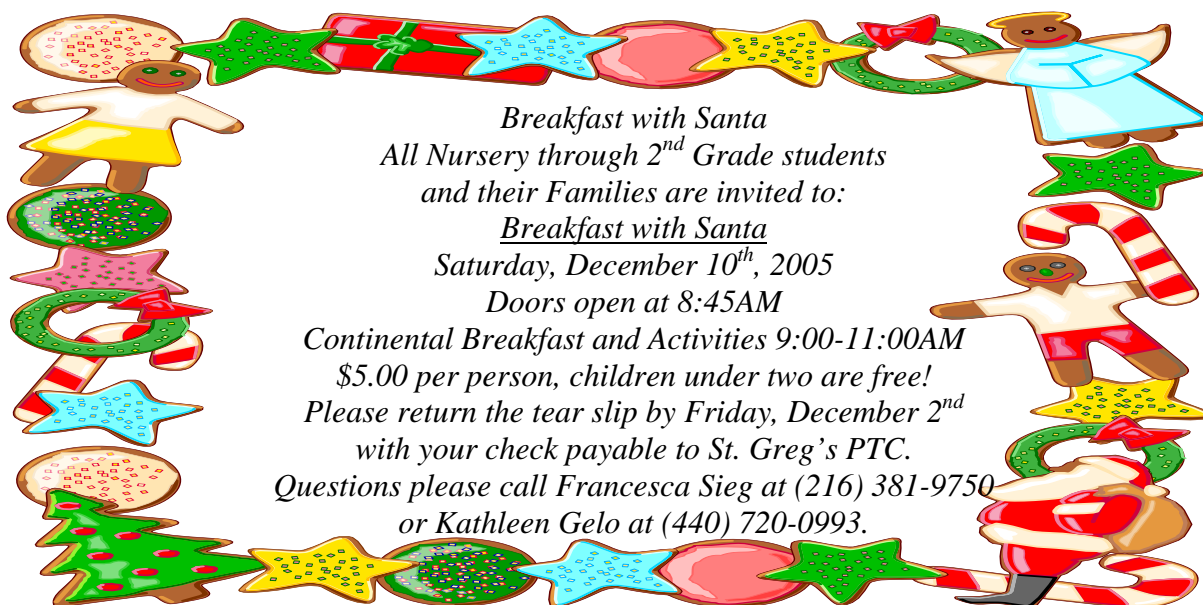 Breakfast with Santa
All Nursery through 2nd Grade students
and their Families are invited to:
Breakfast with Santa
Saturday, December 10th, 2005
Doors open at 8:45AM
Continental Breakfast and Activities 9:00-11:00AM
$5.00 per person, children under two are free!
Please return the tear slip by Friday, December 2nd
with your check payable to St. Greg's PTC.
Questions please call Francesca Sieg at (216) 381-9750
or Kathleen Gelo at (440) 720-0993.